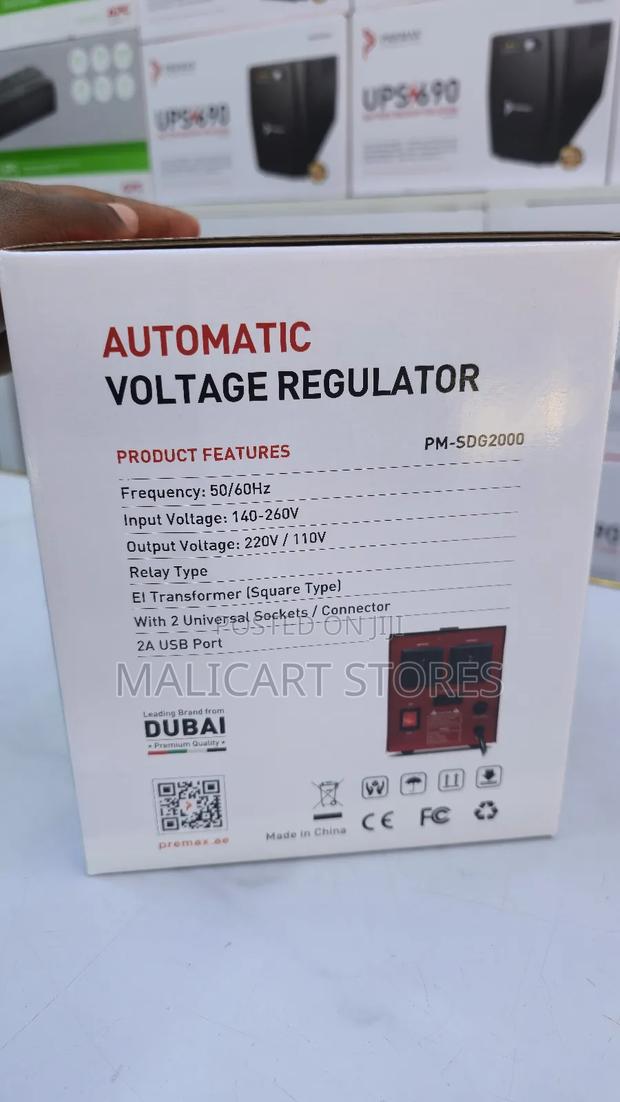 PREMAX
UPS 690
PREMAX
UPS 690
AUTOMATIC
VOLTAGE REGULATOR
PRODUCT FEATURES
PM-SDG2000
Frequency: 50/60Hz
Input Voltage: 140-260V
Output Voltage: 220V / 110V
Relay Type
EI Transformer (Square Type)
With 2 Universal Sockets / Connector
2A USB Port
POSTED ON JIJI
MALICART STORES
Leading Brand from
DUBAI
• Premium Quality •
premax.ae
Made in China
CE
FC